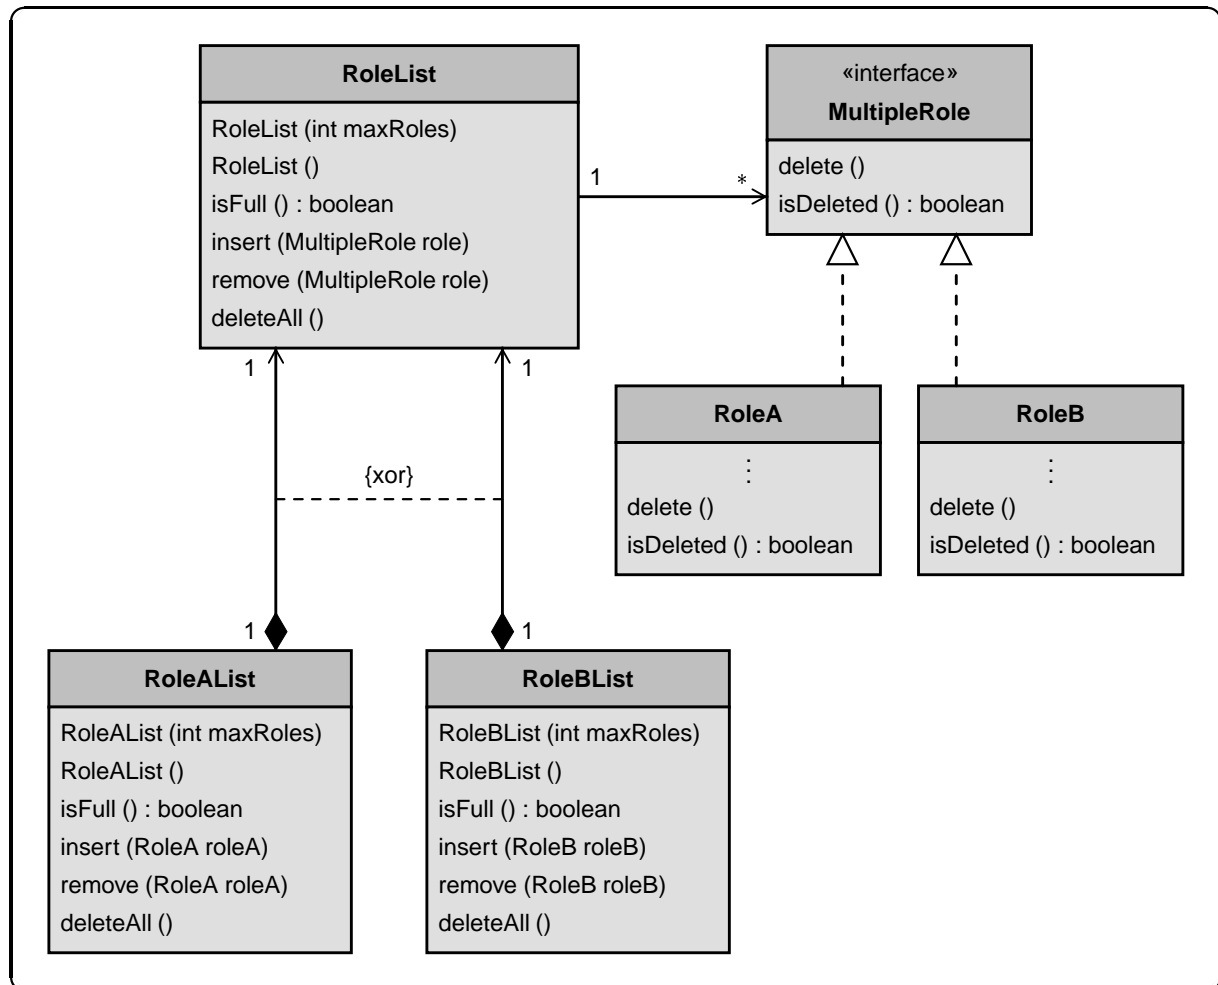 RoleList
RoleList (int maxRoles)
RoleList ()
isFull () : boolean
insert (MultipleRole role)
remove (MultipleRole role)
deleteAll ()
1
*
«interface»
MultipleRole
delete ()
isDeleted () : boolean
1
1
RoleA
⋮
delete ()
isDeleted () : boolean
RoleB
⋮
delete ()
isDeleted () : boolean
{xor}
1
1
RoleAList
RoleAList (int maxRoles)
RoleAList ()
isFull () : boolean
insert (RoleA roleA)
remove (RoleA roleA)
deleteAll ()
RoleBList
RoleBList (int maxRoles)
RoleBList ()
isFull () : boolean
insert (RoleB roleB)
remove (RoleB roleB)
deleteAll ()